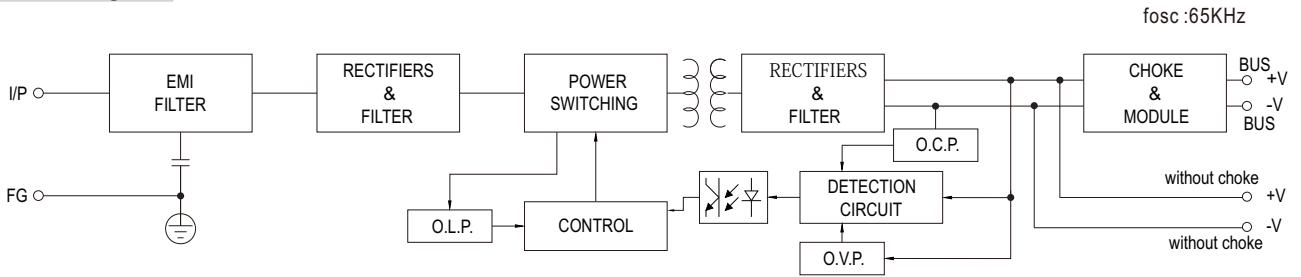 fosc :65KHz
I/P
EMI
FILTER
RECTIFIERS
&
FILTER
POWER
SWITCHING
RECTIFIERS
&
FILTER
CHOKE
&
MODULE
BUS
+V
-V
BUS
O.C.P.
FG
O.L.P.
CONTROL
DETECTION
CIRCUIT
O.V.P.
without choke
+V
-V
without choke